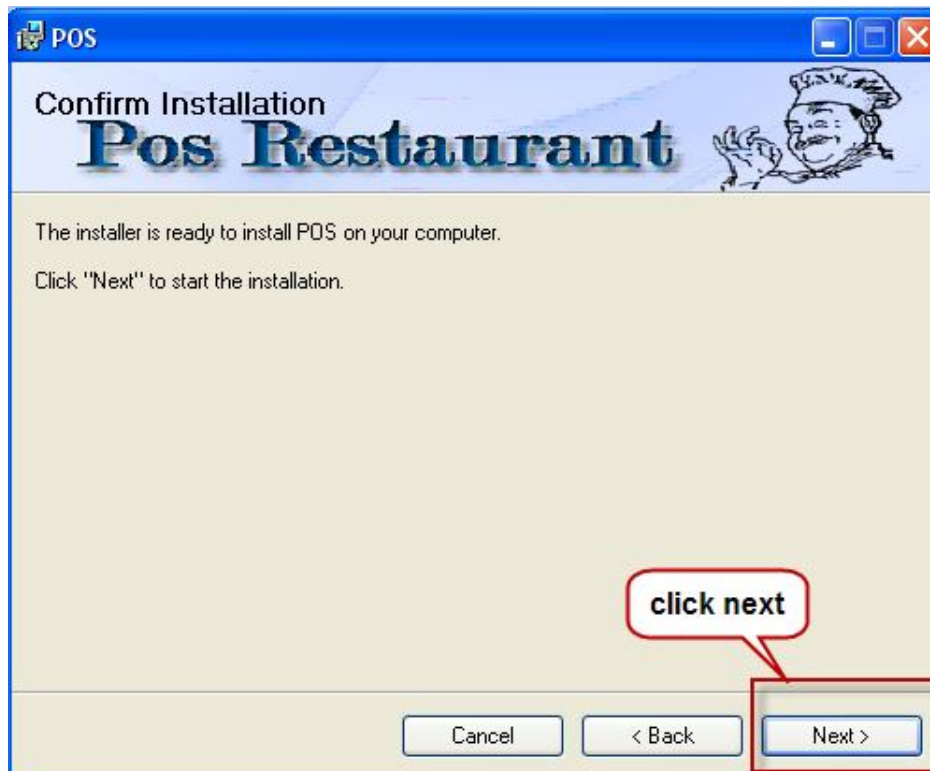 POS
Confirm Installation
Pos Restaurant
The installer is ready to install POS on your computer.
Click "Next" to start the installation.
click next
Cancel
< Back
Next >